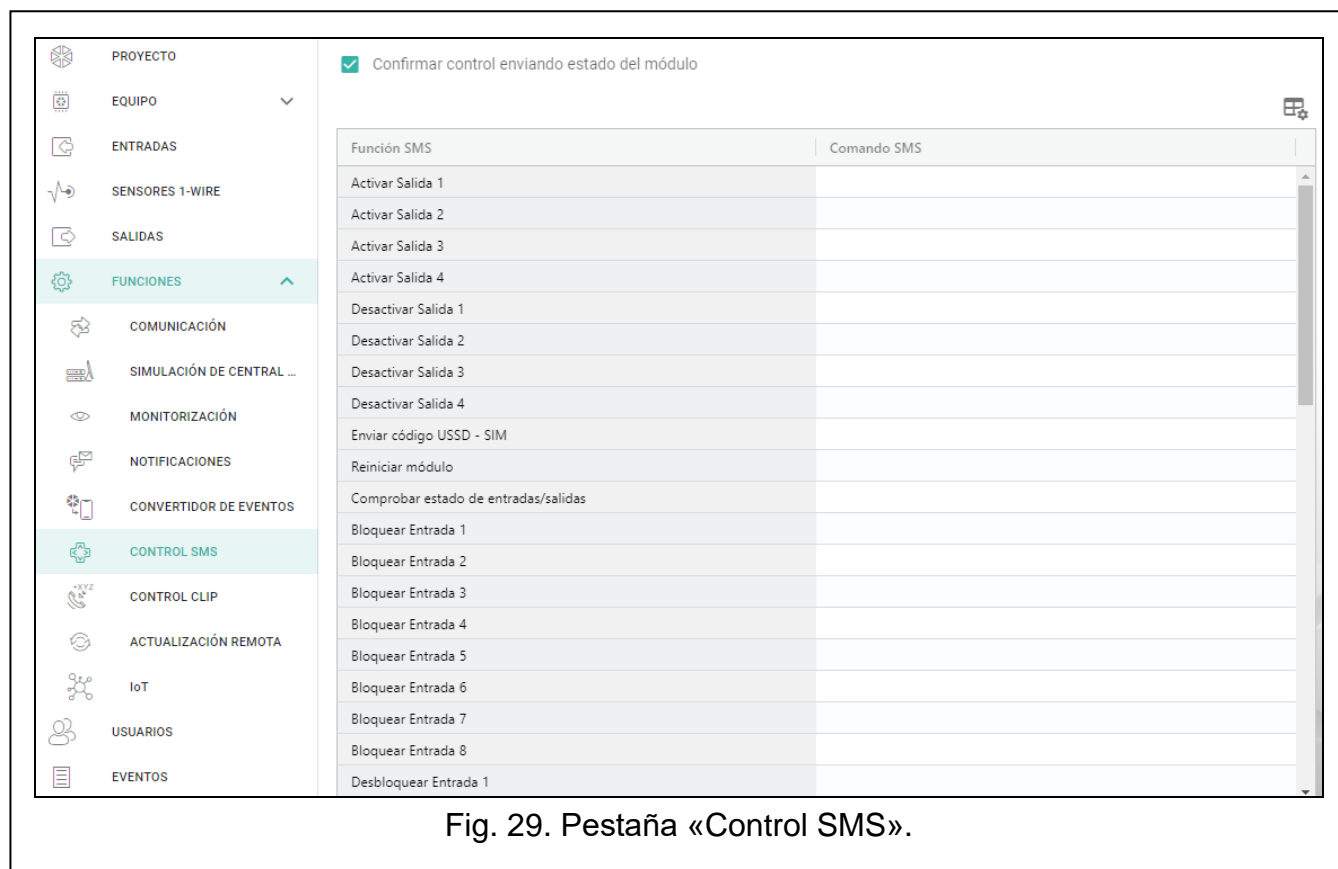 PROYECTO
EQUIPO
ENTRADAS
SENSORES 1-WIRE
SALIDAS
FUNCIONES
COMUNICACIÓN
SIMULACIÓN DE CENTRAL ...
MONITORIZACIÓN
NOTIFICACIONES
CONVERTIDOR DE EVENTOS
CONTROL SMS
+XYZ
CONTROL CLIP
ACTUALIZACIÓN REMOTA
IoT
USUARIOS
EVENTOS
Confirmar control enviando estado del módulo
Función SMS Comando SMS
Activar Salida 1
Activar Salida 2
Activar Salida 3
Activar Salida 4
Desactivar Salida 1
Desactivar Salida 2
Desactivar Salida 3
Desactivar Salida 4
Enviar código USSD - SIM
Reiniciar módulo
Comprobar estado de entradas/salidas
Bloquear Entrada 1
Bloquear Entrada 2
Bloquear Entrada 3
Bloquear Entrada 4
Bloquear Entrada 5
Bloquear Entrada 6
Bloquear Entrada 7
Bloquear Entrada 8
Desbloquear Entrada 1
Fig. 29. Pestaña «Control SMS».